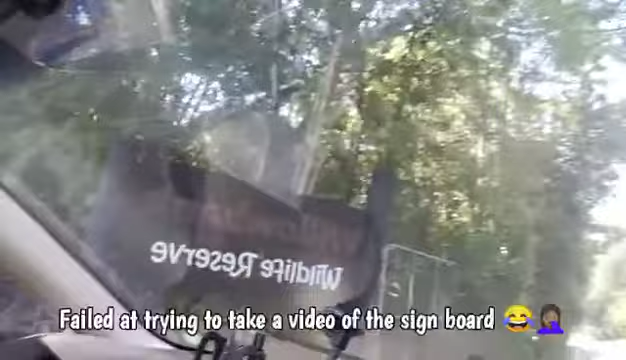 Wildlife Reserve
Failed at trying to take a video of the sign board 😂🤦🏾‍♀️